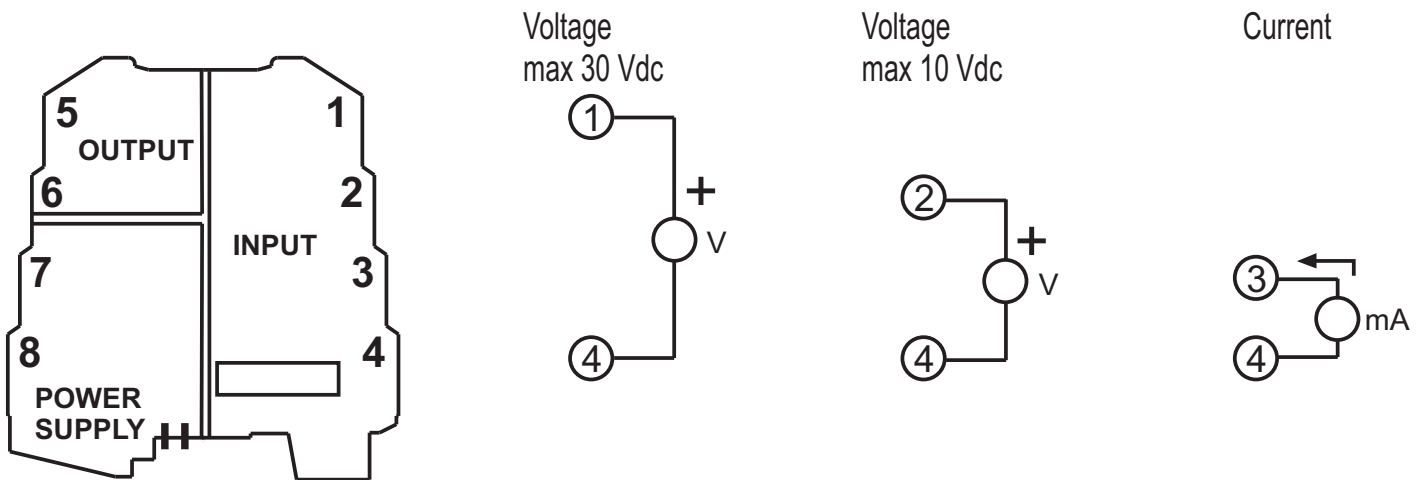 5
OUTPUT
6
7
8
POWER
SUPPLY
INPUT
1
2
3
4
Voltage
max 30 Vdc
1
+
V
4
Voltage
max 10 Vdc
2
+
V
4
Current
3
mA
4